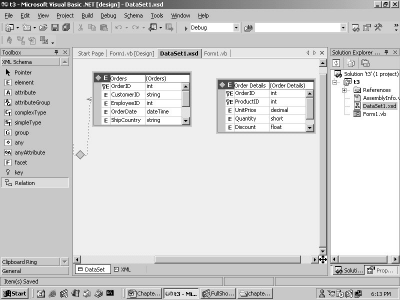 t3 - Microsoft Visual Basic .NET [design] - DataSet1.xsd
File Edit View Project Build Debug Schema Tools Window Help
Debug
Toolbox
XML Schema
Pointer
element
attribute
attributeGroup
complexType
simpleType
group
any
anyAttribute
facet
key
Relation
Clipboard Ring
General
Start Page Form1.vb [Design] DataSet1.xsd Form1.vb
E Orders (Orders)
OrderID int
E CustomerID string
E EmployeeID int
E OrderDate dateTime
E ShipCountry string
E Order Details (Order Details)
E OrderID int
E ProductID int
E UnitPrice decimal
E Quantity short
E Discount float
DataSet XML
Solution Explorer ...
Solution 't3' (1 project)
t3
References
AssemblyInfo.v
DataSet1.xsd
Form1.vb
Soluti... Prop...
Item(s) Saved
Start
Chapte...
t3 - Mi...
FullSho...
chapte...
6:13 PM